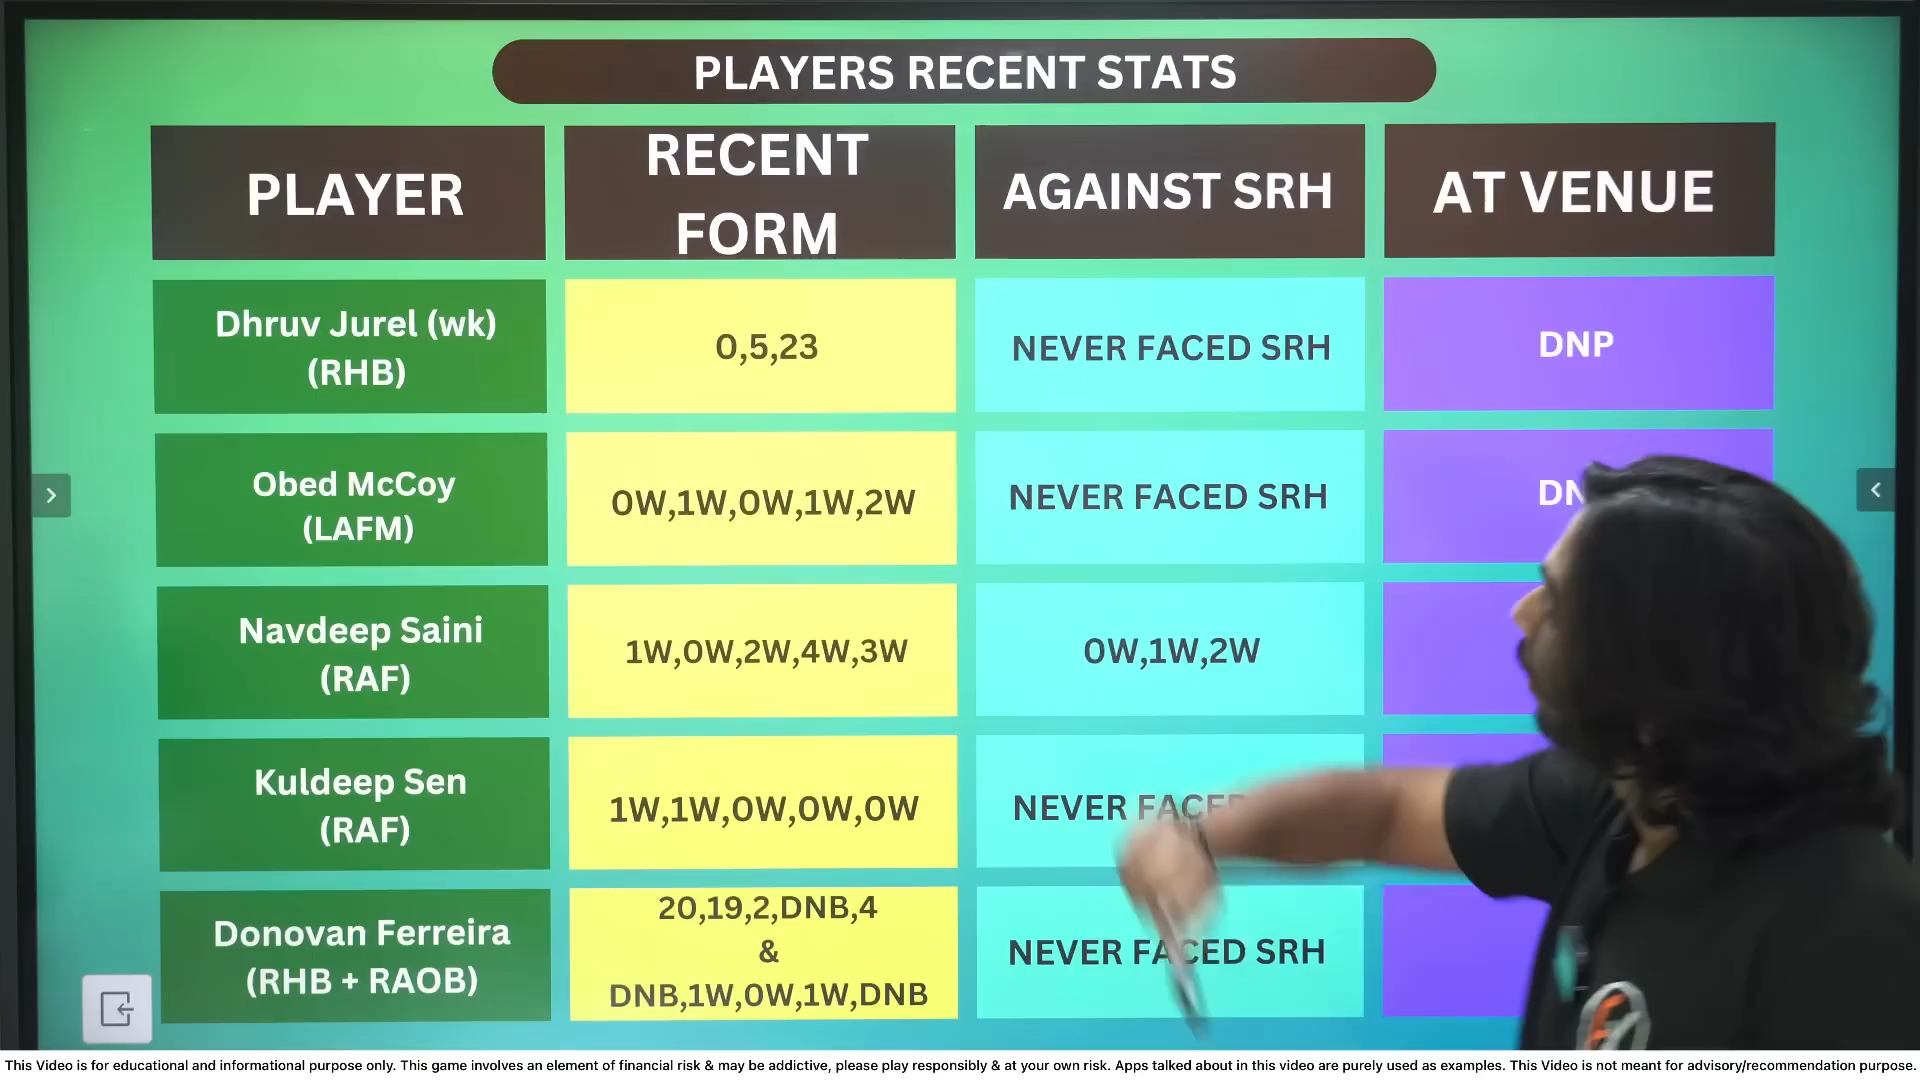 PLAYERS RECENT STATS
PLAYER
RECENT
FORM
AGAINST SRH
AT VENUE
Dhruv Jurel (wk)
(RHB)
0,5,23
NEVER FACED SRH
DNP
Obed McCoy
(LAFM)
0W,1W,0W,1W,2W
NEVER FACED SRH
Navdeep Saini
(RAF)
1W,0W,2W,4W,3W
0W,1W,2W
Kuldeep Sen
(RAF)
1W,1W,0W,0W,0W
NEVER FACED
Donovan Ferreira
(RHB + RAOB)
20,19,2,DNB,4
&
DNB,1W,0W,1W,DNB
NEVER FACED SRH
This Video is for educational and informational purpose only. This game involves an element of financial risk & may be addictive, please play responsibly & at your own risk. Apps talked about in this video are purely used as examples. This Video is not meant for advisory/recommendation purpose.